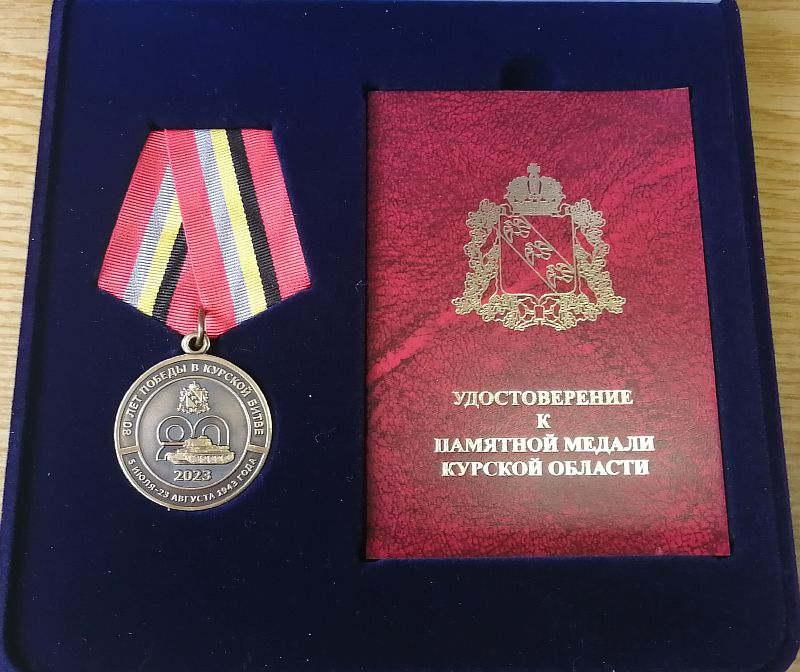 80 ЛЕТ ПОБЕДЫ В КУРСКОЙ БИТВЕ
80
2023
5 ИЮЛЯ-23 АВГУСТА 1943 ГОДА
УДОСТОВЕРЕНИЕ
К
ПАМЯТНОЙ МЕДАЛИ
КУРСКОЙ ОБЛАСТИ